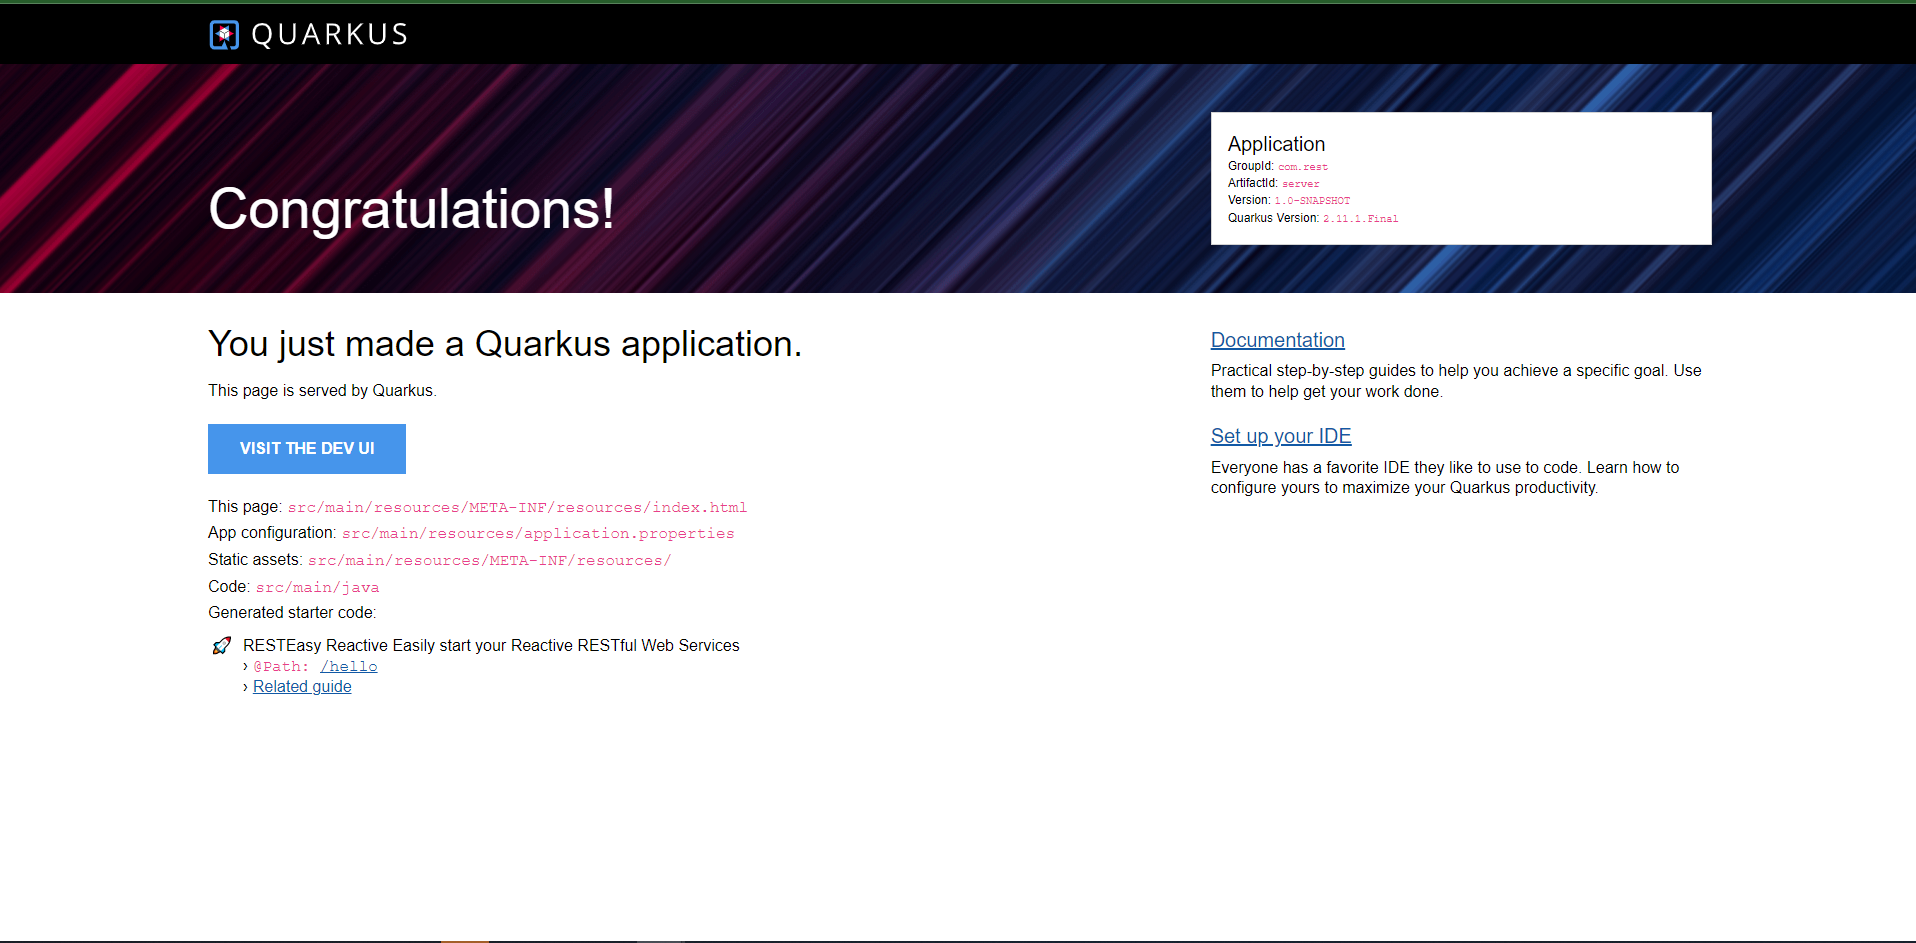 QUARKUS
Congratulations!
Application
GroupId: com.rest
ArtifactId: server
Version: 1.0-SNAPSHOT
Quarkus Version: 2.11.1.Final
You just made a Quarkus application.
This page is served by Quarkus.
VISIT THE DEV UI
This page: src/main/resources/META-INF/resources/index.html
App configuration: src/main/resources/application.properties
Static assets: src/main/resources/META-INF/resources/
Code: src/main/java
Generated starter code:
RESTEasy Reactive Easily start your Reactive RESTful Web Services
› @Path: /hello
› Related guide
Documentation
Practical step-by-step guides to help you achieve a specific goal. Use
them to help get your work done.
Set up your IDE
Everyone has a favorite IDE they like to use to code. Learn how to
configure yours to maximize your Quarkus productivity.